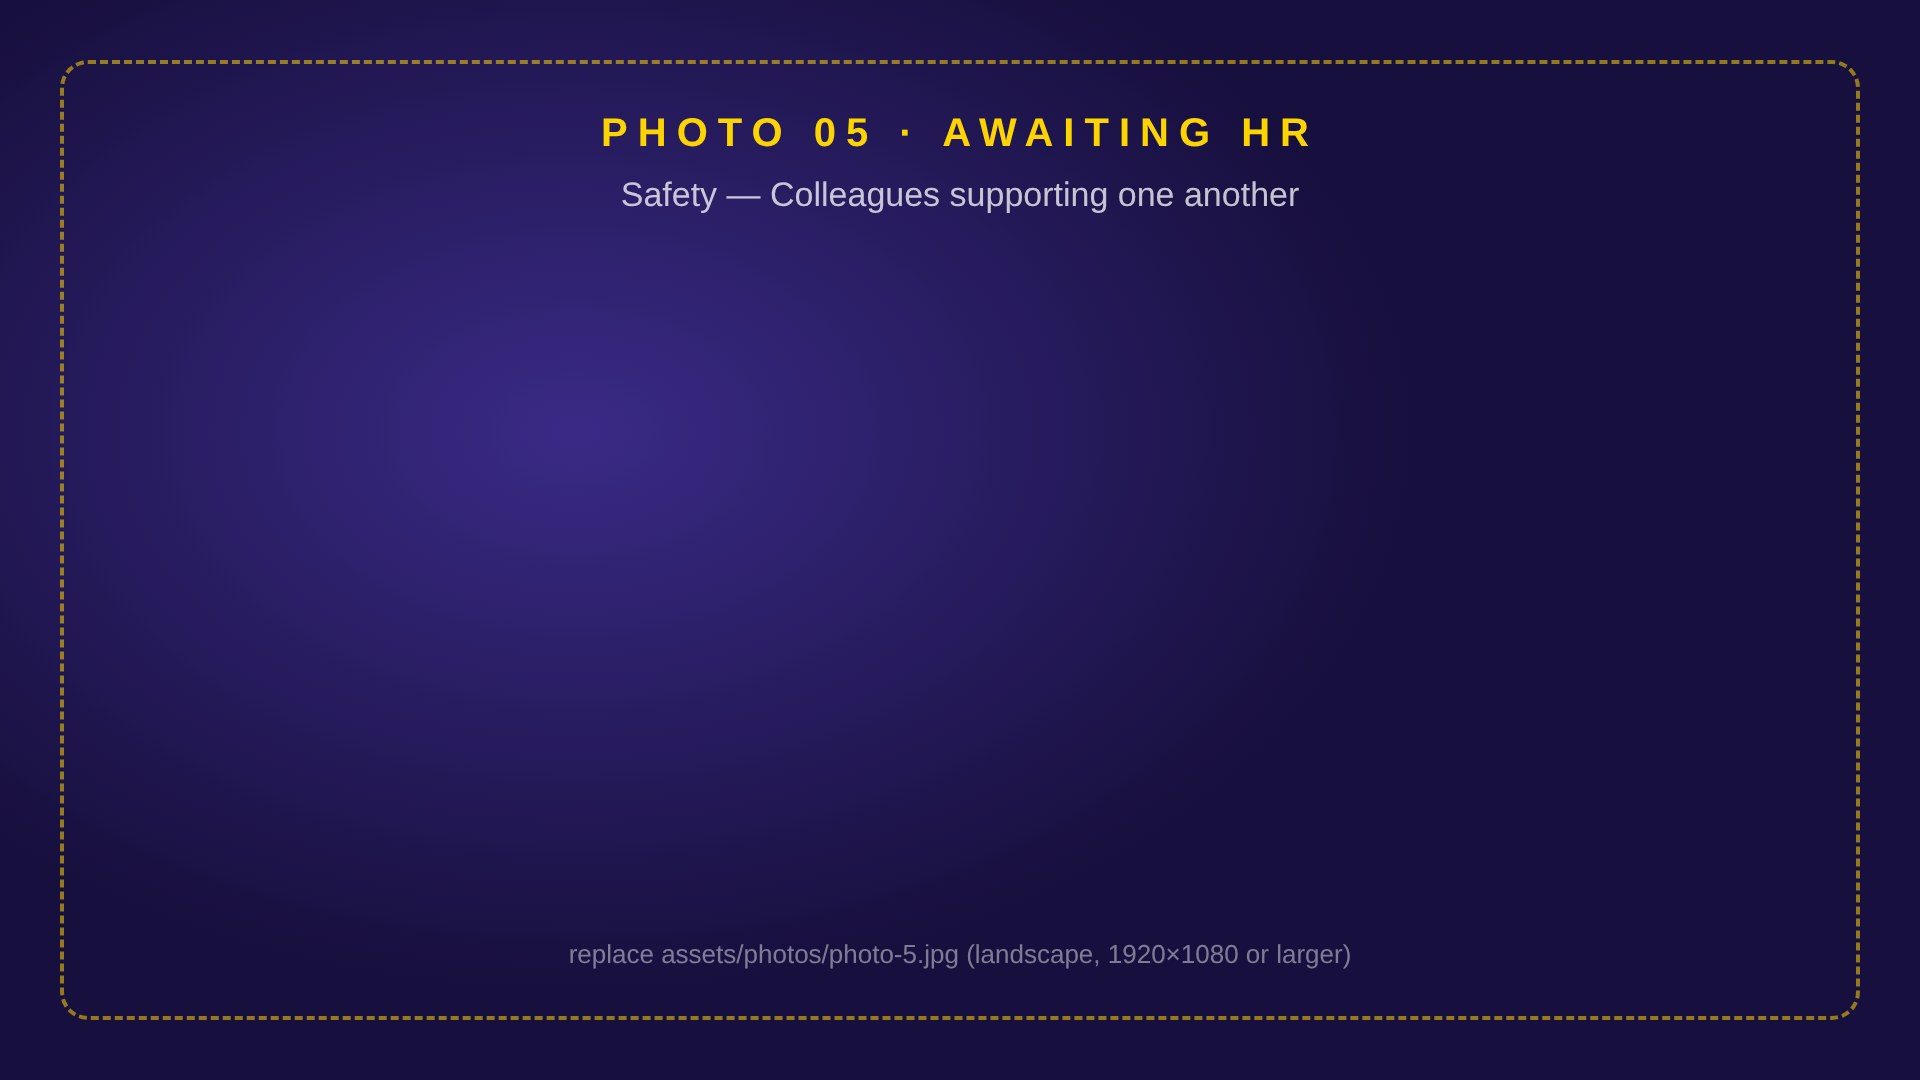 PHOTO 05 · AWAITING HR
Safety — Colleagues supporting one another
replace assets/photos/photo-5.jpg (landscape, 1920×1080 or larger)